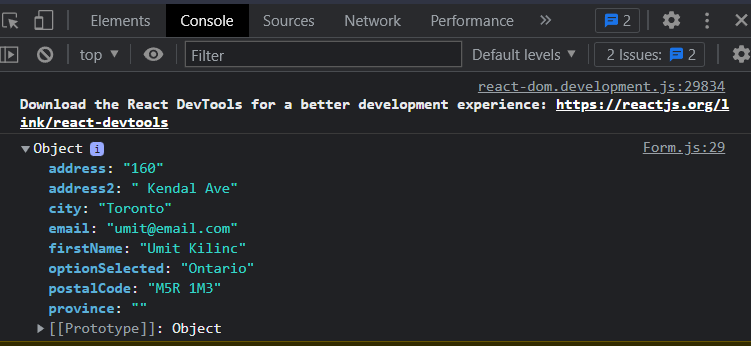 Elements Console Sources Network Performance » 2
top ▼ Filter Default levels ▼ 2 Issues: 2
react-dom.development.js:29834
Download the React DevTools for a better development experience: https://reactjs.org/l
ink/react-devtools
▼Object i Form.js:29
address: "160"
address2: " Kendal Ave"
city: "Toronto"
email: "umit@email.com"
firstName: "Umit Kilinc"
optionSelected: "Ontario"
postalCode: "M5R 1M3"
province: ""
▶[[Prototype]]: Object